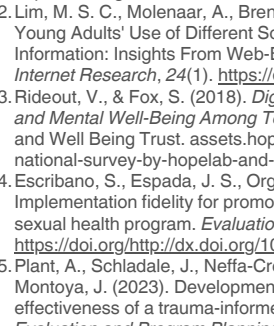 2. Lim, M. S. C., Molenaar, A., Bren
Young Adults' Use of Different So
Information: Insights From Web-E
Internet Research, 24(1). https://
3. Rideout, V., & Fox, S. (2018). Dig
and Mental Well-Being Among Te
and Well Being Trust. assets.hop
national-survey-by-hopelab-and-
4. Escribano, S., Espada, J. S., Org
Implementation fidelity for promo
sexual health program. Evaluatio
https://doi.org/http://dx.doi.org/10
5. Plant, A., Schladale, J., Neffa-Cre
Montoya, J. (2023). Developmen
effectiveness of a trauma-informe
Evaluation and Program Planning